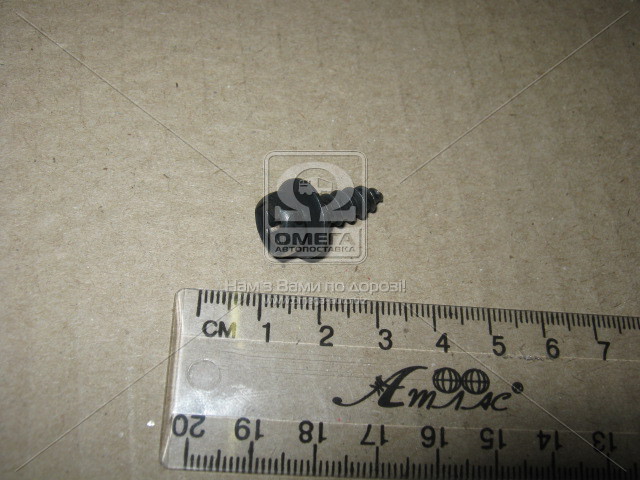 ОМЕГА
АВТОПОСТАВКА
Нам з Вами по дорозі!
СМ 1 2 3 4 5 6 7
Атлас®
20 19 18 17 16 15 14 13